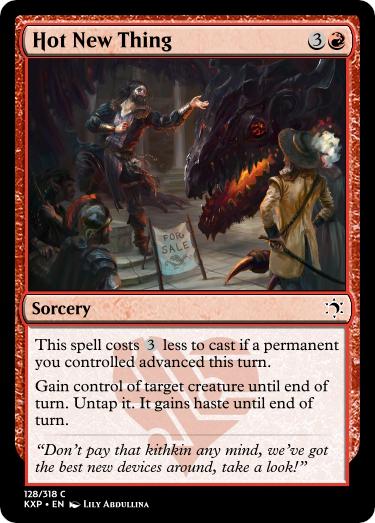 Hot New Thing 3
FOR
SALE
Sorcery
This spell costs 3 less to cast if a permanent
you controlled advanced this turn.
Gain control of target creature until end of
turn. Untap it. It gains haste until end of
turn.
“Don't pay that kithkin any mind, we've got
the best new devices around, take a look!”
128/318 C
KXP • EN Lily Abdullina